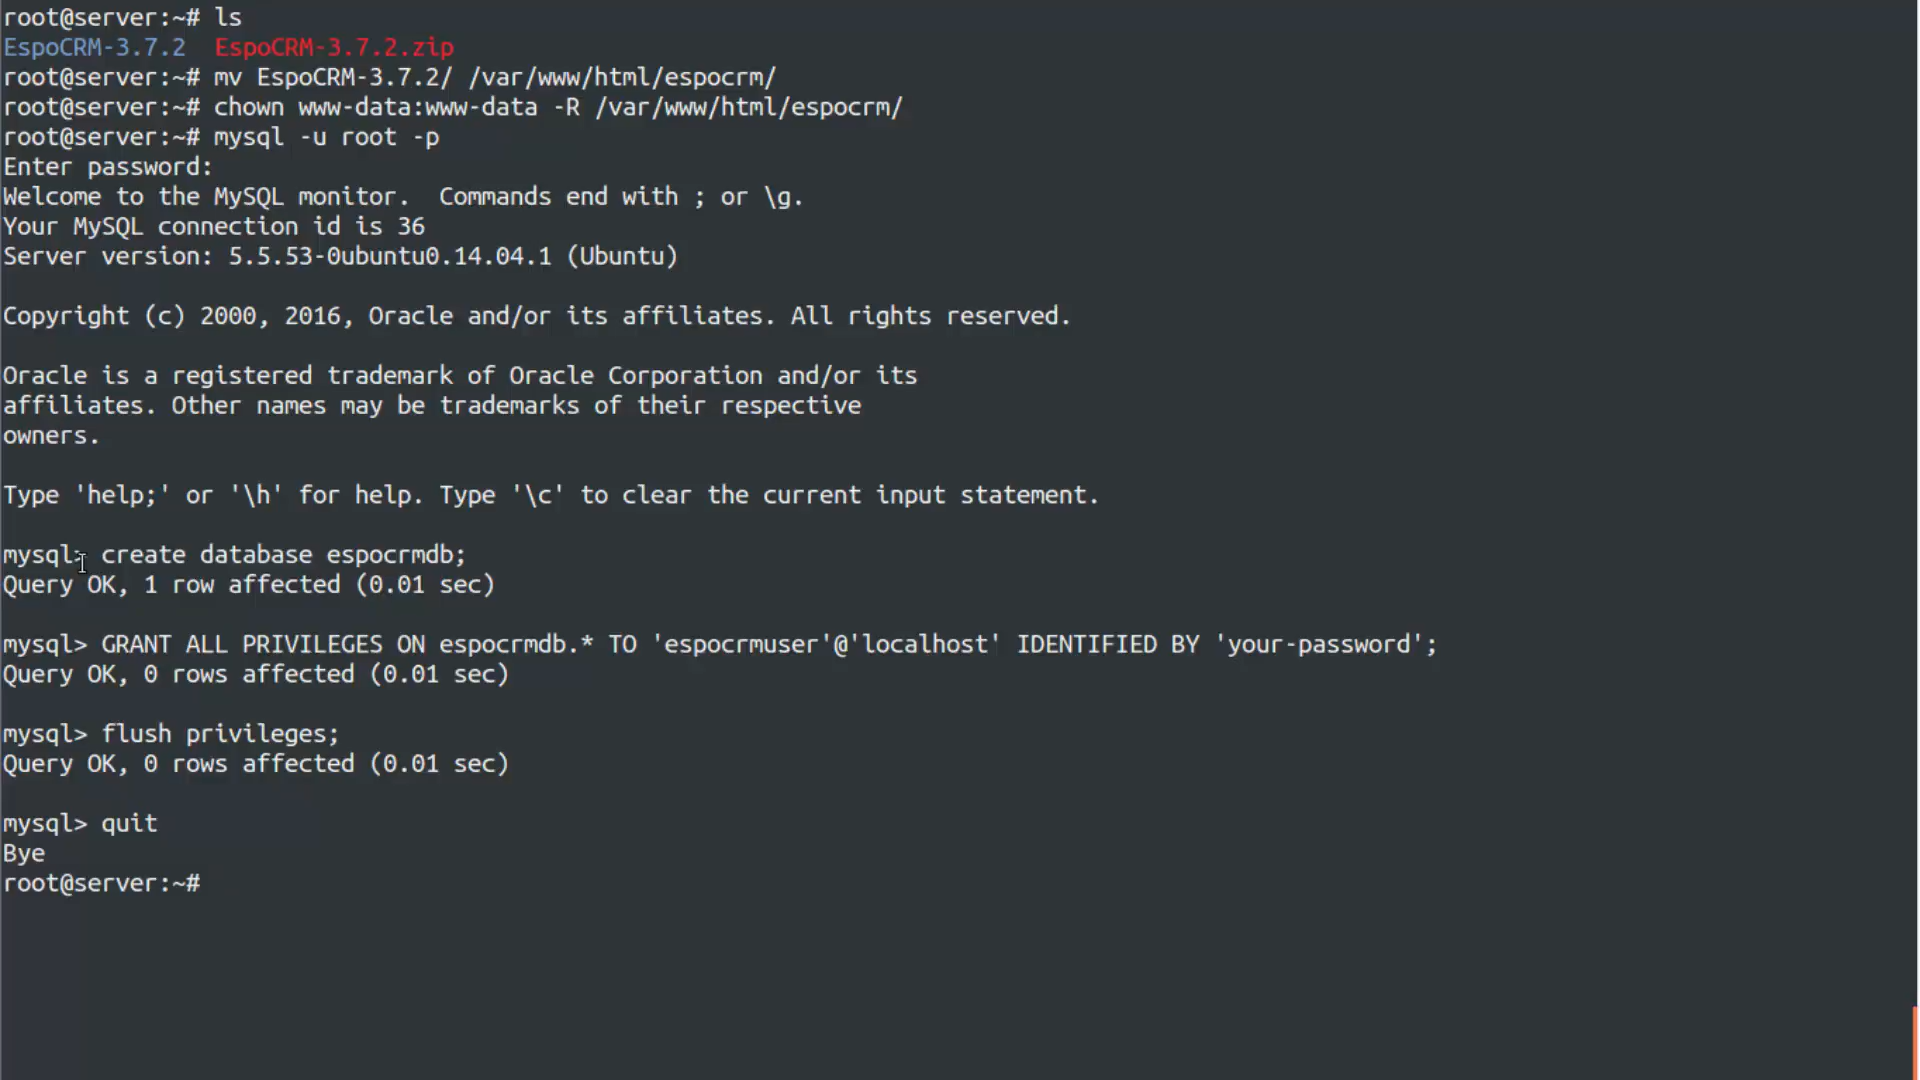 root@server:~# ls
EspoCRM-3.7.2  EspoCRM-3.7.2.zip
root@server:~# mv EspoCRM-3.7.2/ /var/www/html/espocrm/
root@server:~# chown www-data:www-data -R /var/www/html/espocrm/
root@server:~# mysql -u root -p
Enter password:
Welcome to the MySQL monitor.  Commands end with ; or \g.
Your MySQL connection id is 36
Server version: 5.5.53-0ubuntu0.14.04.1 (Ubuntu)
Copyright (c) 2000, 2016, Oracle and/or its affiliates. All rights reserved.
Oracle is a registered trademark of Oracle Corporation and/or its
affiliates. Other names may be trademarks of their respective
owners.
Type 'help;' or '\h' for help. Type '\c' to clear the current input statement.
mysql> create database espocrmdb;
Query OK, 1 row affected (0.01 sec)
mysql> GRANT ALL PRIVILEGES ON espocrmdb.* TO 'espocrmuser'@'localhost' IDENTIFIED BY 'your-password';
Query OK, 0 rows affected (0.01 sec)
mysql> flush privileges;
Query OK, 0 rows affected (0.01 sec)
mysql> quit
Bye
root@server:~#